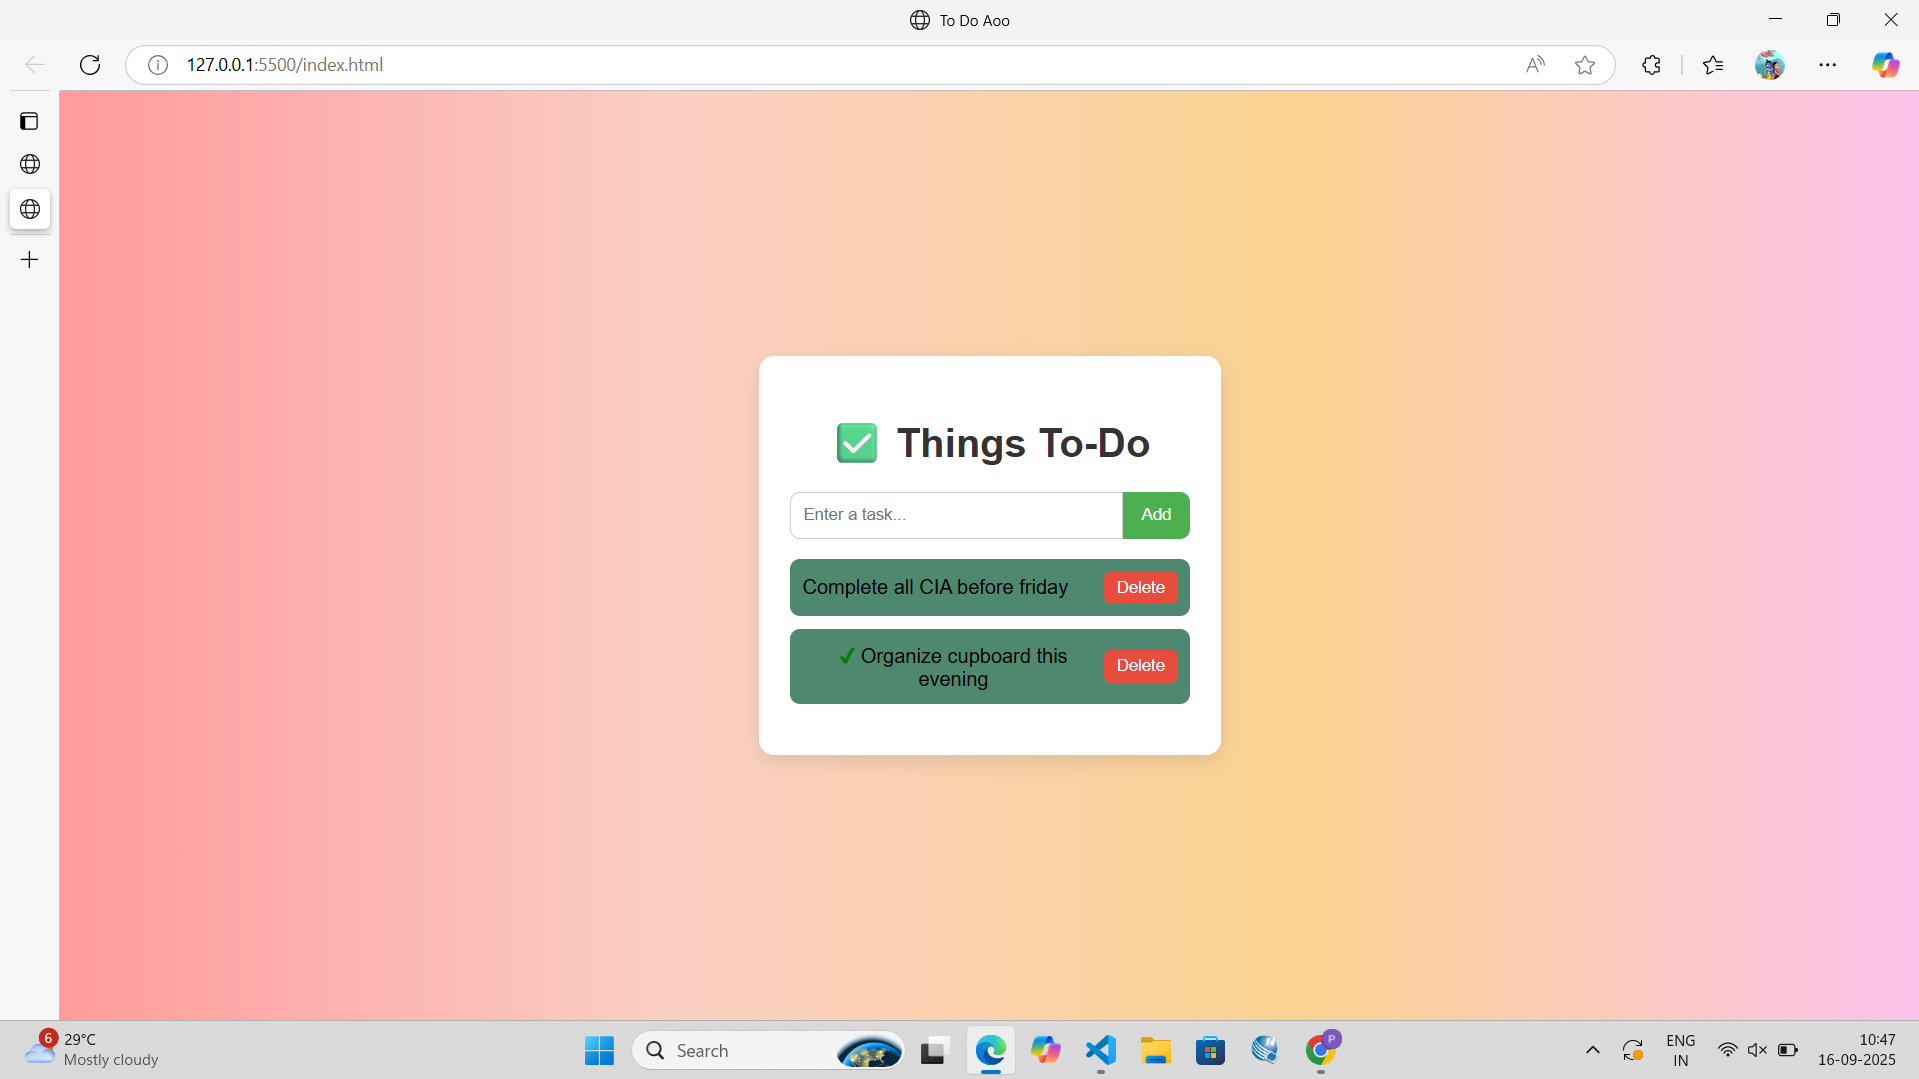 To Do Aoo
127.0.0.1:5500/index.html
✅ Things To-Do
Enter a task...
Add
Complete all CIA before friday
Delete
✔ Organize cupboard this
evening
Delete
6
29°C
Mostly cloudy
Search
P
ENG
IN
10:47
16-09-2025